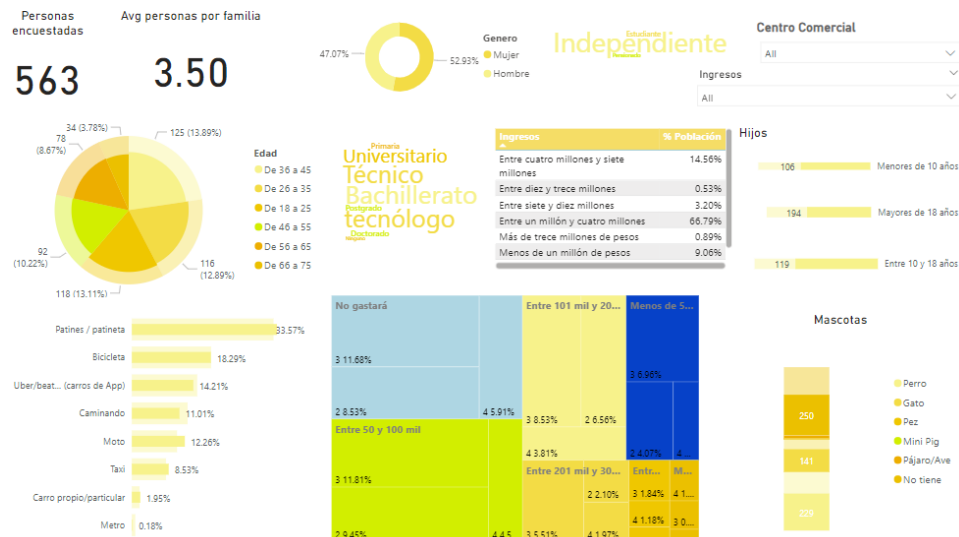 Personas
encuestadas
563
Avg personas por familia
3.50
47.07%
52.93%
Genero
Mujer
Hombre
Estudiante
Independiente
Centro Comercial
All
Ingresos
All
34 (3.78%)
78
(8.67%)
125 (13.89%)
92
(10.22%)
116
(12.89%)
118 (13.11%)
Edad
De 36 a 45
De 26 a 35
De 18 a 25
De 46 a 55
De 56 a 65
De 66 a 75
Primaria
Universitario
Técnico
Bachillerato
Postgrado
tecnólogo
Doctorado
Ingresos % Población
Entre cuatro millones y siete 14.56%
millones
Entre diez y trece millones 0.53%
Entre siete y diez millones 3.20%
Entre un millón y cuatro millones 66.79%
Más de trece millones de pesos 0.89%
Menos de un millón de pesos 9.06%
Hijos
106 Menores de 10 años
194 Mayores de 18 años
119 Entre 10 y 18 años
Patines / patineta 33.57%
Bicicleta 18.29%
Uber/beat... (carros de App) 14.21%
Caminando 11.01%
Moto 12.26%
Taxi 8.53%
Carro propio/particular 1.95%
Metro 0.18%
No gastará
3 11.68%
2 8.53%
4 5.91%
Entre 50 y 100 mil
3 11.81%
2 9.45%
4 4.5...
Entre 101 mil y 20...
3 8.53%
2 6.56%
4 3.81%
Menos de 5...
3 6.96%
2 4.07%
4 ...
Entre 201 mil y 30...
2 2.10%
3 5.51%
4 1.97%
Entr...
3 1.84%
4 1.18%
M...
4 1....
3 0...
Mascotas
250
141
220
Perro
Gato
Pez
Mini Pig
Pájaro/Ave
No tiene